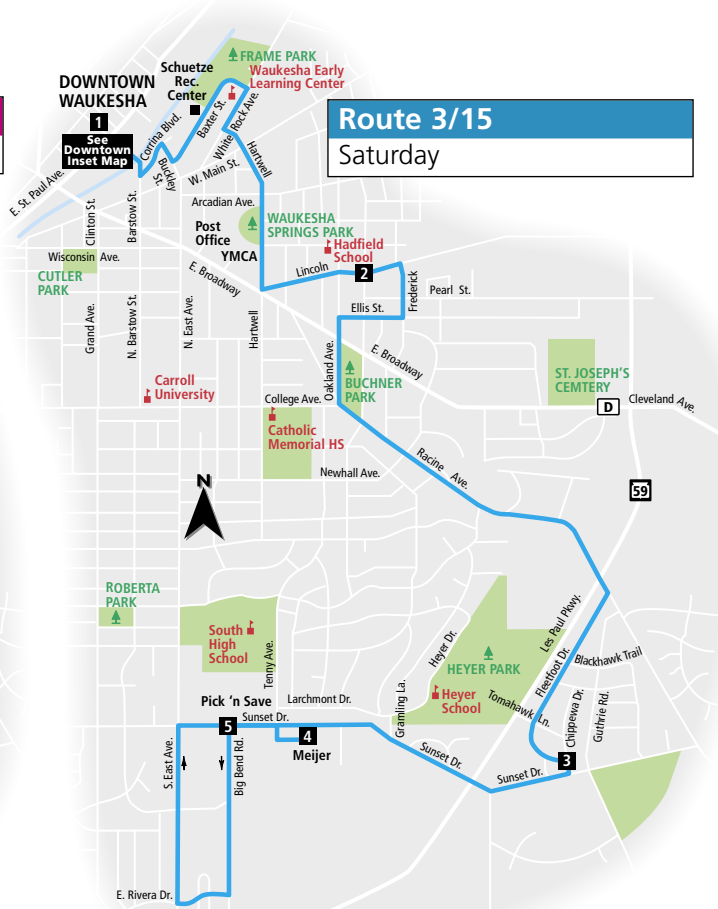 FRAME PARK
Schuetze
Rec.
Center
Waukesha Early
Learning Center
DOWNTOWN
WAUKESHA
1
See
Downtown
Inset Map
Route 3/15
Saturday
Cortina Blvd.
Baxter St.
White Rock Ave.
Buckley
St.
W. Main St.
Hartwell
E. St. Paul Ave.
Arcadian Ave.
Clinton St.
Barstow St.
Post
Office
YMCA
WAUKESHA
SPRINGS PARK
Hadfield
School
Wisconsin Ave.
CUTLER
PARK
E. Broadway
Lincoln
2
Frederick
Pearl St.
Ellis St.
Grand Ave.
N. Barstow St.
N. East Ave.
Hartwell
Oakland Ave.
E. Broadway
BUCHNER
PARK
ST. JOSEPH'S
CEMTERY
Carroll
University
College Ave.
D
Cleveland Ave.
Catholic
Memorial HS
Newhall Ave.
Racine Ave.
N
59
ROBERTA
PARK
South
High
School
Tenny Ave.
Heyer Dr.
HEYER PARK
Les Paul Pkwy.
Fleetfoot Dr.
Blackhawk Trail
Heyer
School
Tomahawk Ln.
Chippewa Dr.
Guthrie Rd.
Pick 'n Save
Larchmont Dr.
Gramling La.
5
Sunset Dr.
4
Meijer
Sunset Dr.
Sunset Dr.
3
S. East Ave.
Big Bend Rd.
E. Rivera Dr.